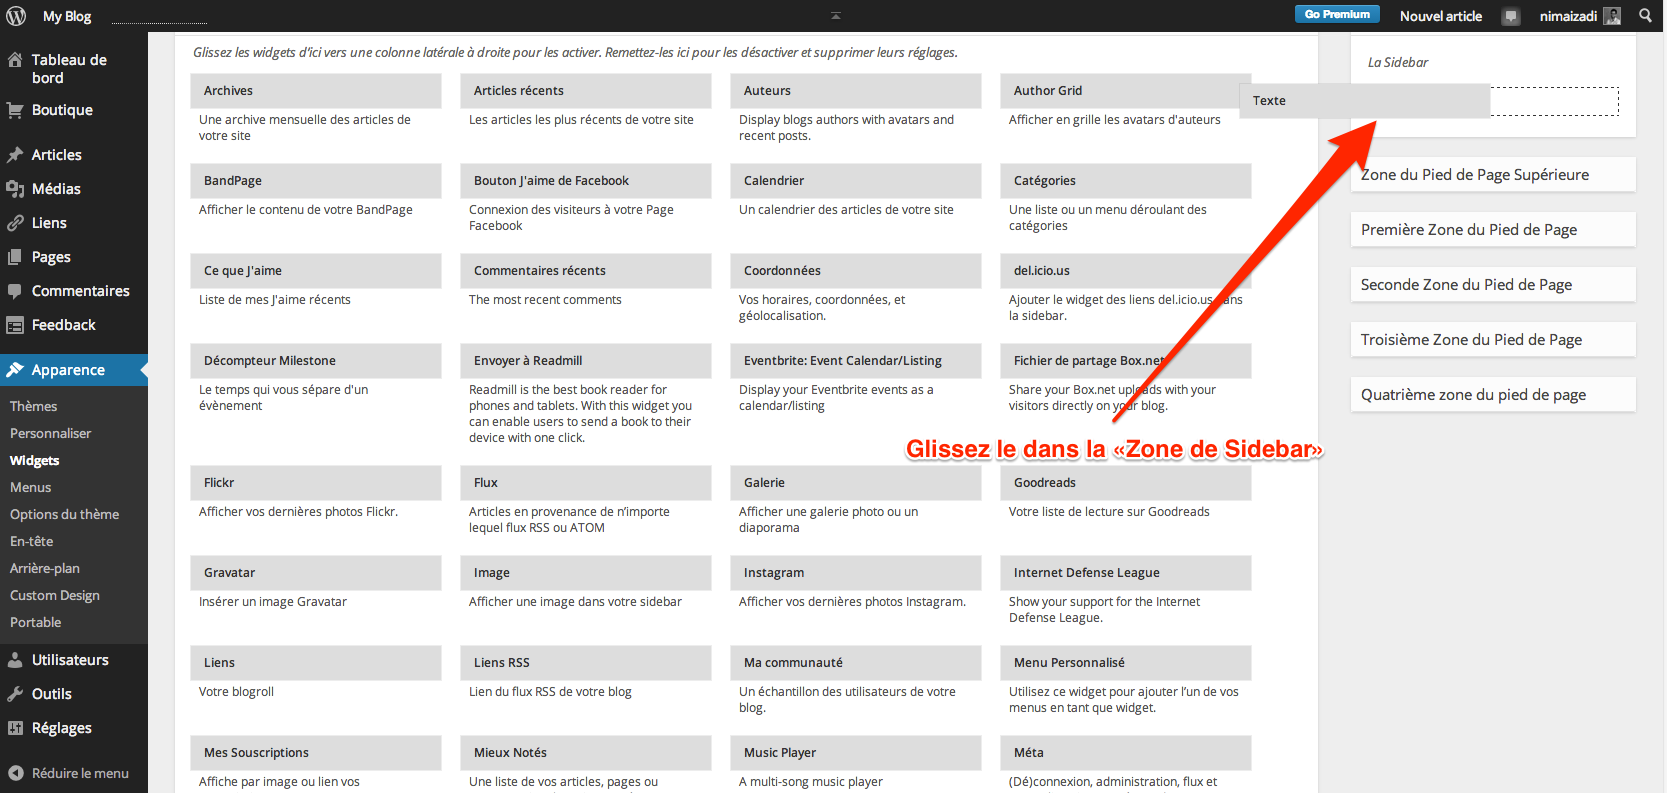 My Blog
Go Premium
Nouvel article
nimaizadi
Tableau de
bord
Boutique
Articles
Médias
Liens
Pages
Commentaires
Feedback
Apparence
Thèmes
Personnaliser
Widgets
Menus
Options du thème
En-tête
Arrière-plan
Custom Design
Portable
Utilisateurs
Outils
Réglages
Réduire le menu
Glissez les widgets d'ici vers une colonne latérale à droite pour les activer. Remettez-les ici pour les désactiver et supprimer leurs réglages.
Archives
Une archive mensuelle des articles de
votre site
Articles récents
Les articles les plus récents de votre site
Auteurs
Display blogs authors with avatars and
recent posts.
Author Grid
Afficher en grille les avatars d'auteurs
BandPage
Afficher le contenu de votre BandPage
Bouton J'aime de Facebook
Connexion des visiteurs à votre Page
Facebook
Calendrier
Un calendrier des articles de votre site
Catégories
Une liste ou un menu déroulant des
catégories
Ce que J'aime
Liste de mes J'aime récents
Commentaires récents
The most recent comments
Coordonnées
Vos horaires, coordonnées, et
géolocalisation.
del.icio.us
Ajouter le widget des liens del.icio.us dans
la sidebar.
Décompteur Milestone
Le temps qui vous sépare d'un
évènement
Envoyer à Readmill
Readmill is the best book reader for
phones and tablets. With this widget you
can enable users to send a book to their
device with one click.
Eventbrite: Event Calendar/Listing
Display your Eventbrite events as a
calendar/listing
Fichier de partage Box.net
Share your Box.net uploads with your
visitors directly on your blog.
Glissez le dans la «Zone de Sidebar»
Flickr
Afficher vos dernières photos Flickr.
Flux
Articles en provenance de n’importe
lequel flux RSS ou ATOM
Galerie
Afficher une galerie photo ou un
diaporama
Goodreads
Votre liste de lecture sur Goodreads
Gravatar
Insérer un image Gravatar
Image
Afficher une image dans votre sidebar
Instagram
Afficher vos dernières photos Instagram.
Internet Defense League
Show your support for the Internet
Defense League.
Liens
Votre blogroll
Liens RSS
Lien du flux RSS de votre blog
Ma communauté
Un échantillon des utilisateurs de votre
blog.
Menu Personnalisé
Utilisez ce widget pour ajouter l’un de vos
menus en tant que widget.
Mes Souscriptions
Affiche par image ou lien vos
Mieux Notés
Une liste de vos articles, pages ou
Music Player
A multi-song music player
Méta
(Dé)connexion, administration, flux et
La Sidebar
Texte
Zone du Pied de Page Supérieure
Première Zone du Pied de Page
Seconde Zone du Pied de Page
Troisième Zone du Pied de Page
Quatrième zone du pied de page